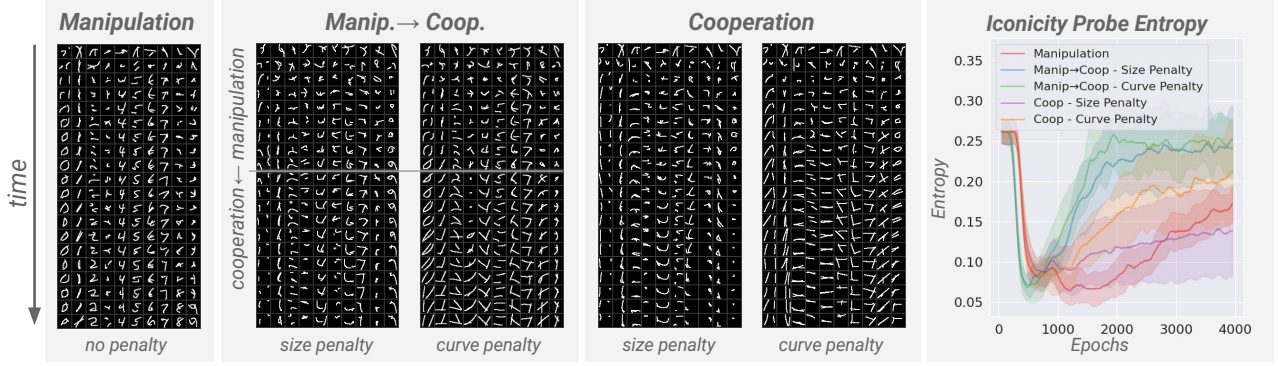 Manipulation
Manip.→ Coop.
Cooperation
Iconicity Probe Entropy
time
cooperation← manipulation
no penalty
size penalty
curve penalty
size penalty
curve penalty
Manipulation
Manip→Coop - Size Penalty
Manip→Coop - Curve Penalty
Coop - Size Penalty
Coop - Curve Penalty
Entropy
0.35
0.30
0.25
0.20
0.15
0.10
0.05
0 1000 2000 3000 4000
Epochs